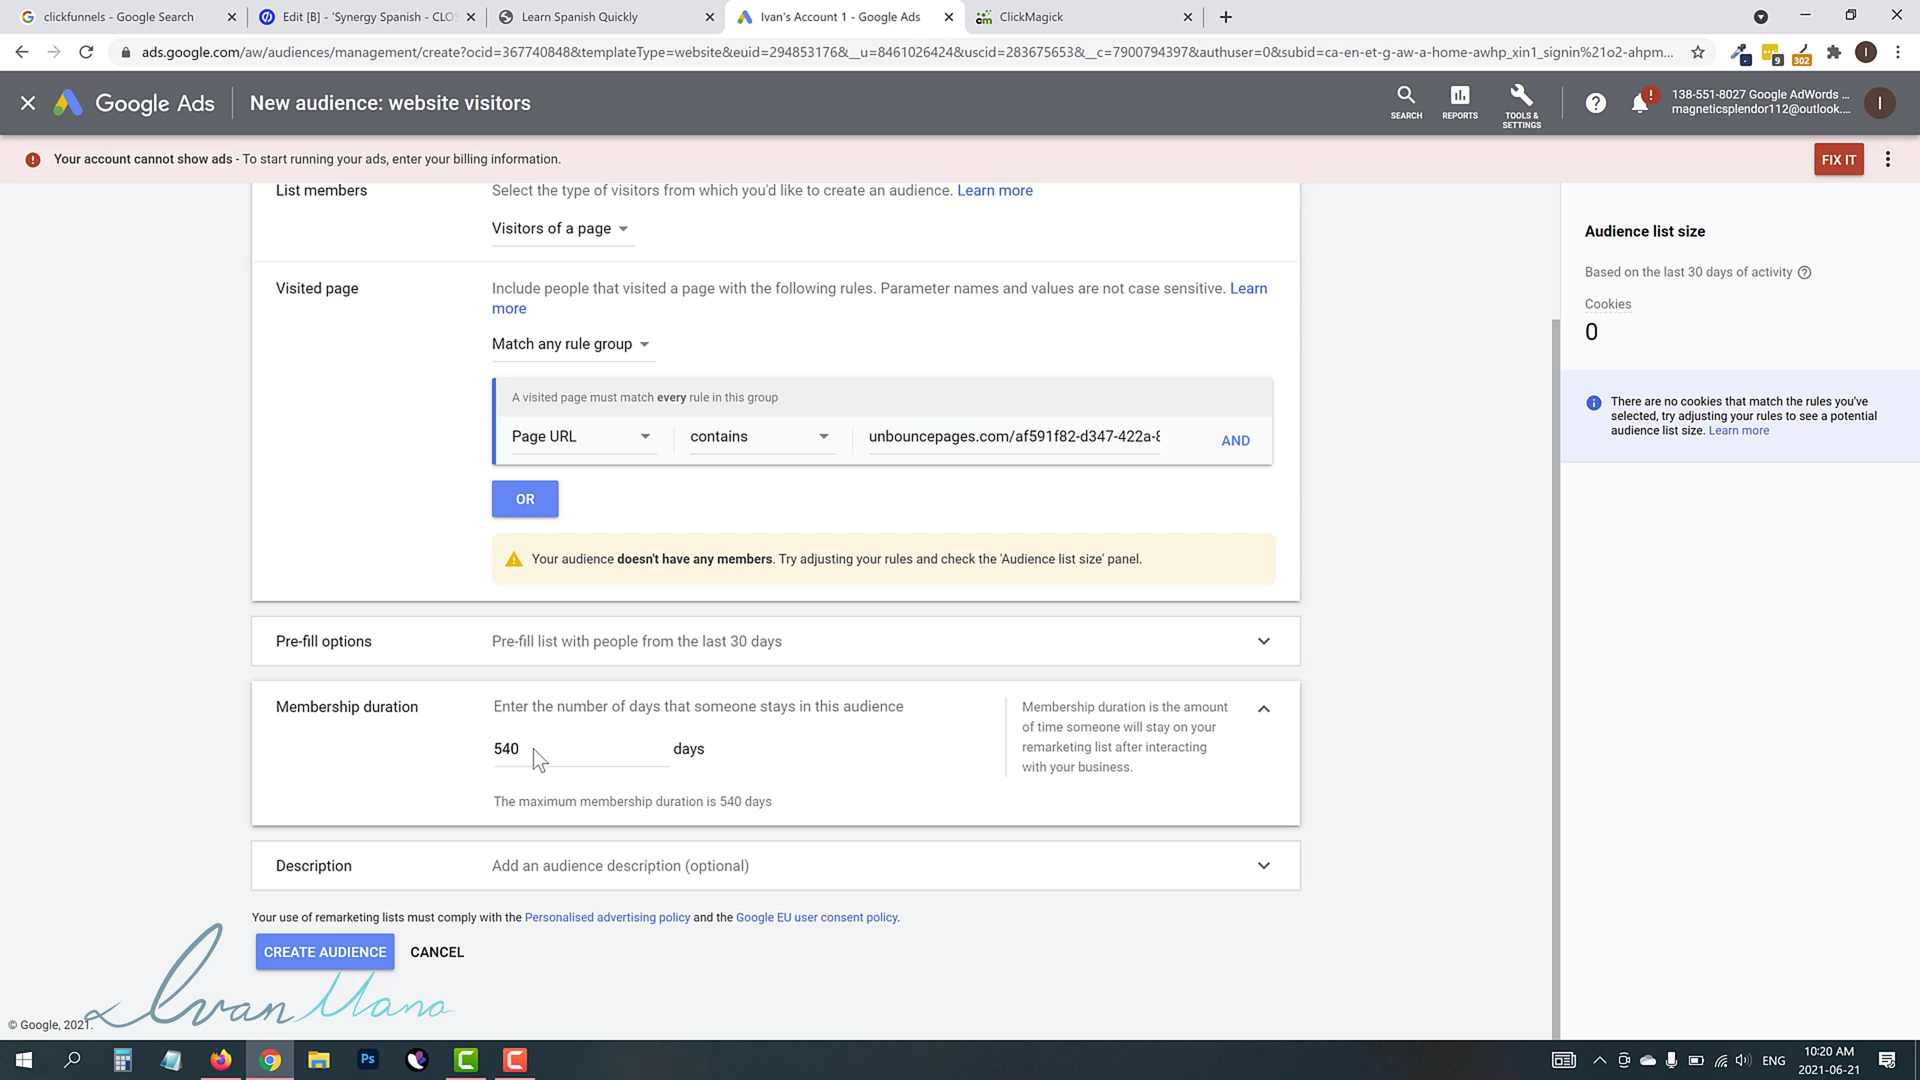 clickfunnels - Google Search
Edit [B] - 'Synergy Spanish - CLOS
Learn Spanish Quickly
Ivan's Account 1 - Google Ads
ClickMagick
ads.google.com/aw/audiences/management/create?ocid=367740848&templateType=website&euid=294853176&__u=8461026424&uscid=283675653&__c=7900794397&authuser=0&subid=ca-en-et-g-aw-a-home-awhp_xin1_signin%21o2-ahpm...
9
302
I
Google Ads
New audience: website visitors
SEARCH
REPORTS
TOOLS &
SETTINGS
138-551-8027 Google AdWords ...
magneticsplendor112@outlook....
I
Your account cannot show ads - To start running your ads, enter your billing information.
FIX IT
List members
Select the type of visitors from which you'd like to create an audience. Learn more
Visitors of a page
Visited page
Include people that visited a page with the following rules. Parameter names and values are not case sensitive. Learn
more
Match any rule group
A visited page must match every rule in this group
Page URL
contains
unbouncepages.com/af591f82-d347-422a-8
AND
OR
Your audience doesn't have any members. Try adjusting your rules and check the 'Audience list size' panel.
Pre-fill options
Pre-fill list with people from the last 30 days
Membership duration
Enter the number of days that someone stays in this audience
540
days
The maximum membership duration is 540 days
Membership duration is the amount
of time someone will stay on your
remarketing list after interacting
with your business.
Description
Add an audience description (optional)
Your use of remarketing lists must comply with the Personalised advertising policy and the Google EU user consent policy.
CREATE AUDIENCE
CANCEL
Audience list size
Based on the last 30 days of activity
Cookies
0
There are no cookies that match the rules you've
selected, try adjusting your rules to see a potential
audience list size. Learn more
Ivan Mana
© Google, 2021.
Ps
ENG
10:20 AM
2021-06-21